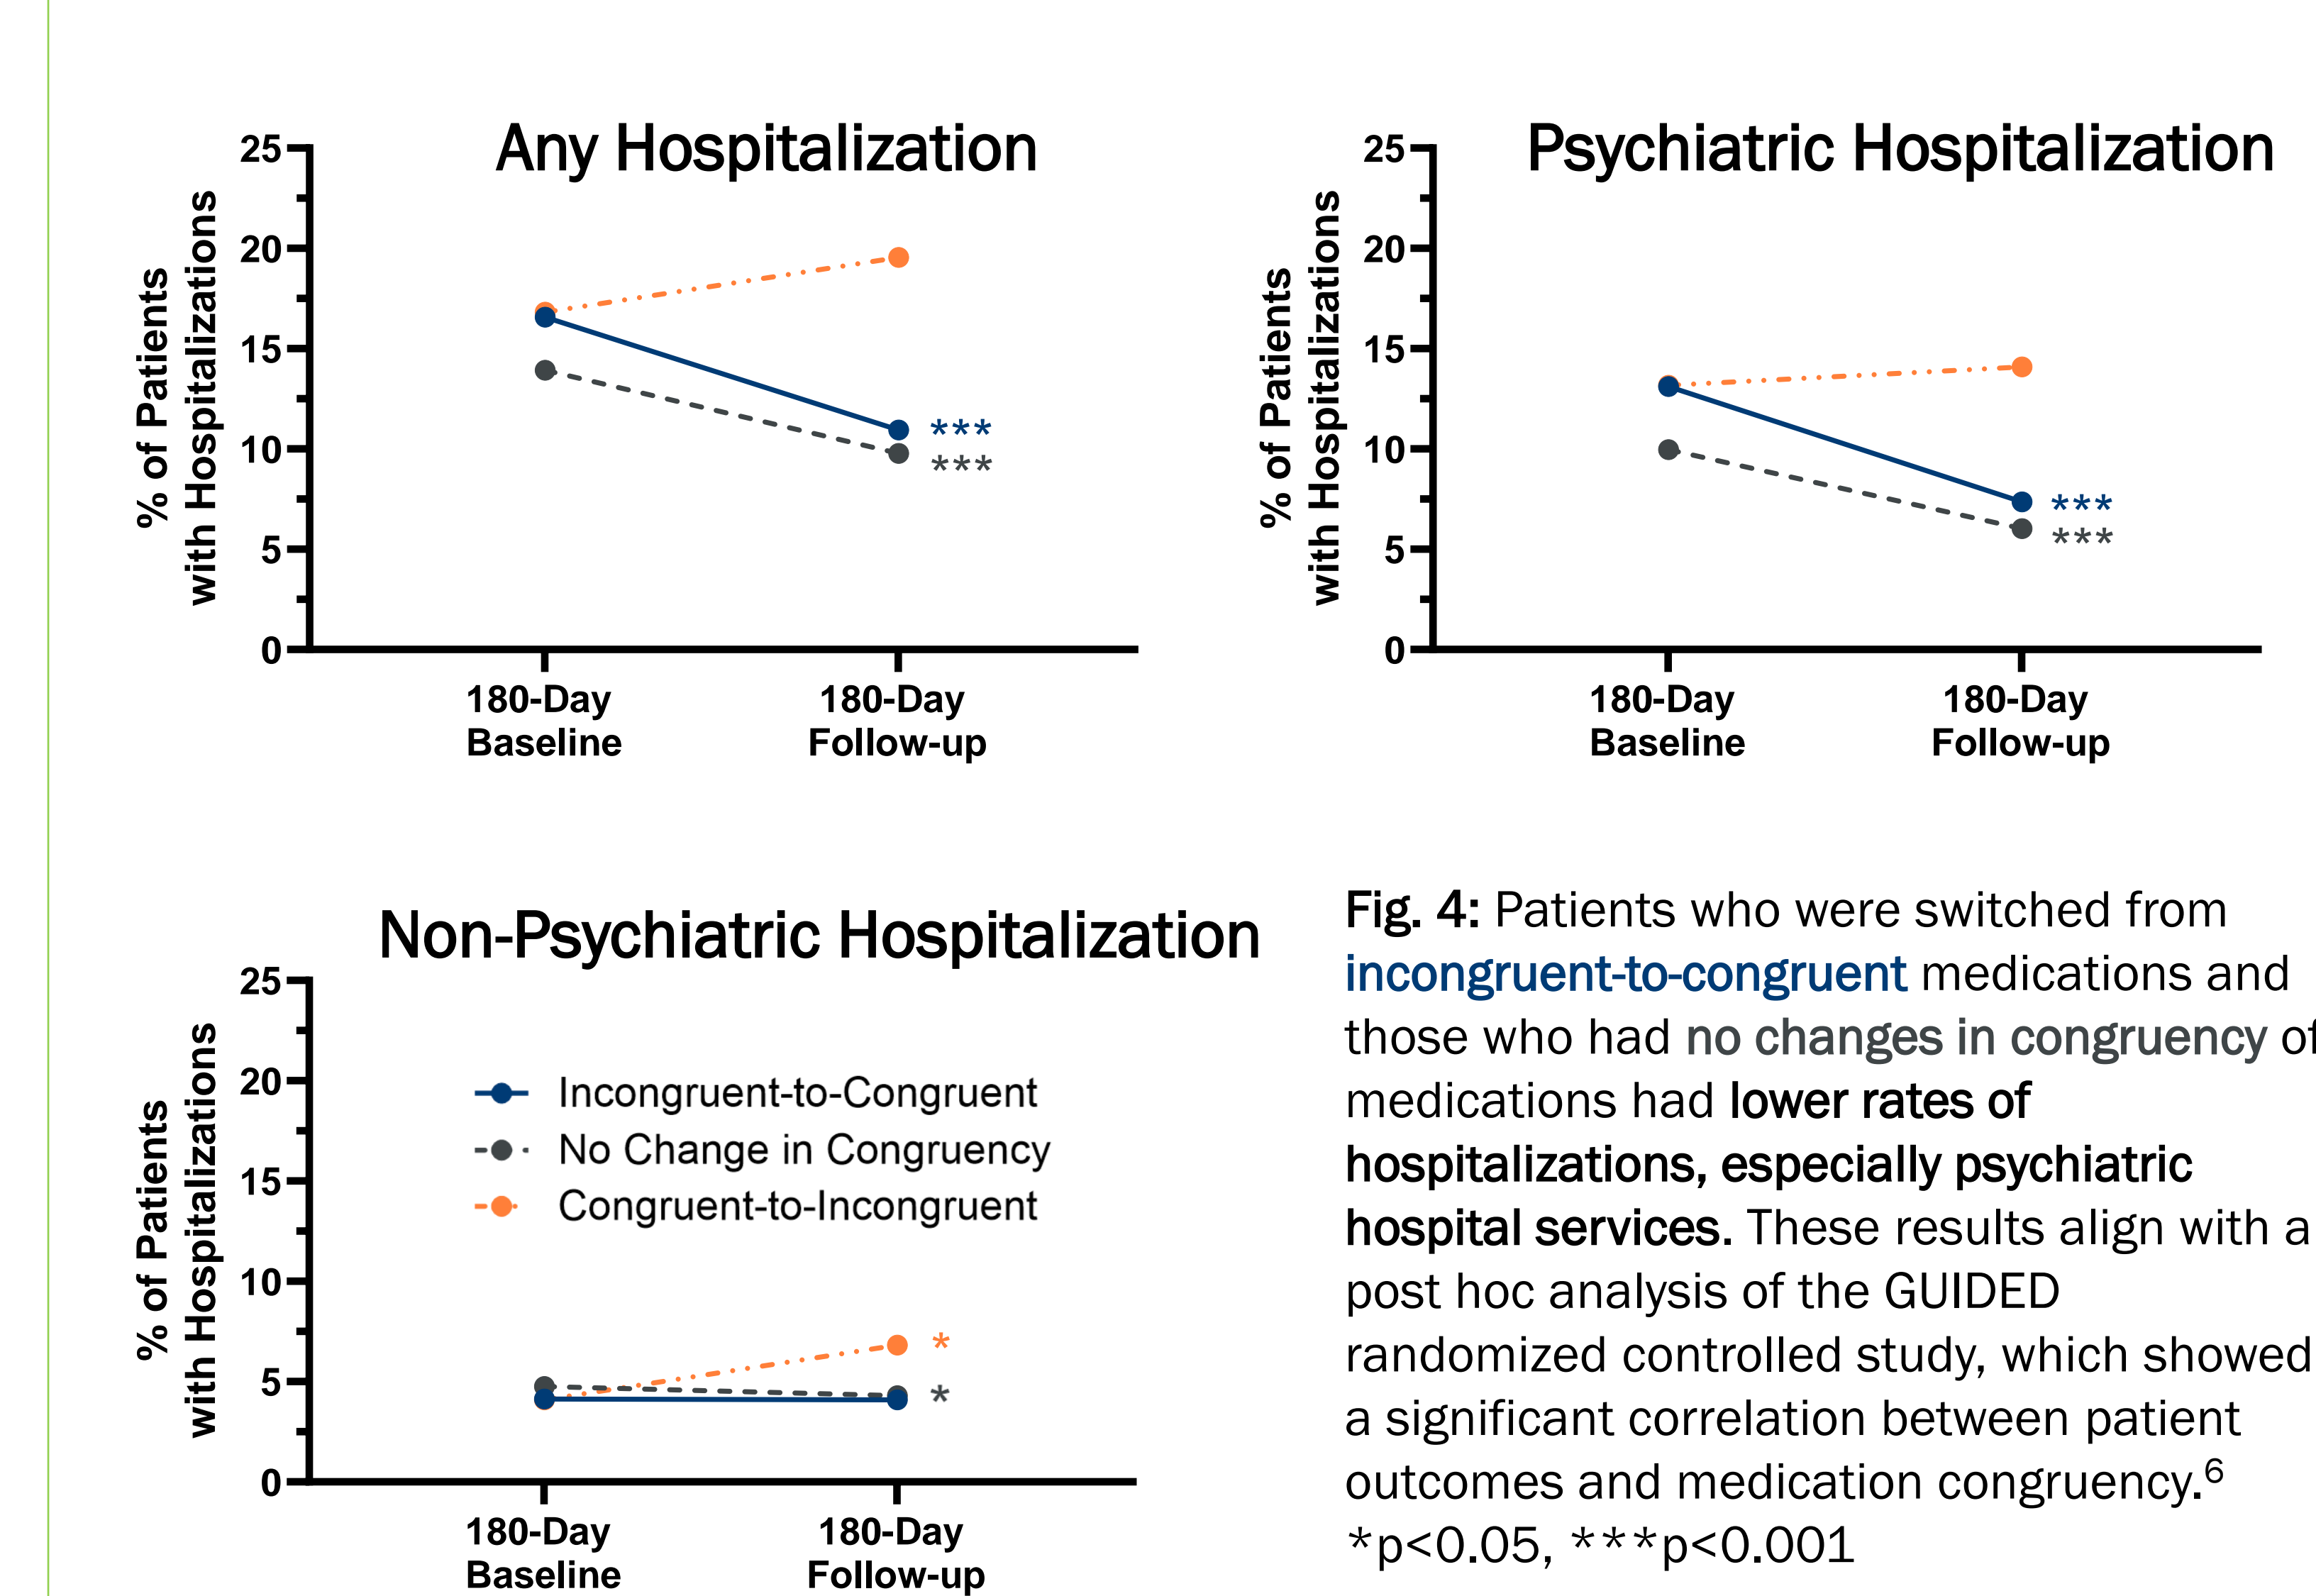 Any Hospitalization
% of Patients
with Hospitalizations
25
20
15
10
5
0
***
***
180-Day
Baseline
180-Day
Follow-up
Psychiatric Hospitalization
% of Patients
with Hospitalizations
25
20
15
10
5
0
***
***
180-Day
Baseline
180-Day
Follow-up
Non-Psychiatric Hospitalization
% of Patients
with Hospitalizations
25
20
15
10
5
0
Incongruent-to-Congruent
No Change in Congruency
Congruent-to-Incongruent
*
*
180-Day
Baseline
180-Day
Follow-up
Fig. 4: Patients who were switched from
incongruent-to-congruent medications and
those who had no changes in congruency of
medications had lower rates of
hospitalizations, especially psychiatric
hospital services. These results align with a
post hoc analysis of the GUIDED
randomized controlled study, which showed
a significant correlation between patient
outcomes and medication congruency.⁶
*p<0.05, ***p<0.001